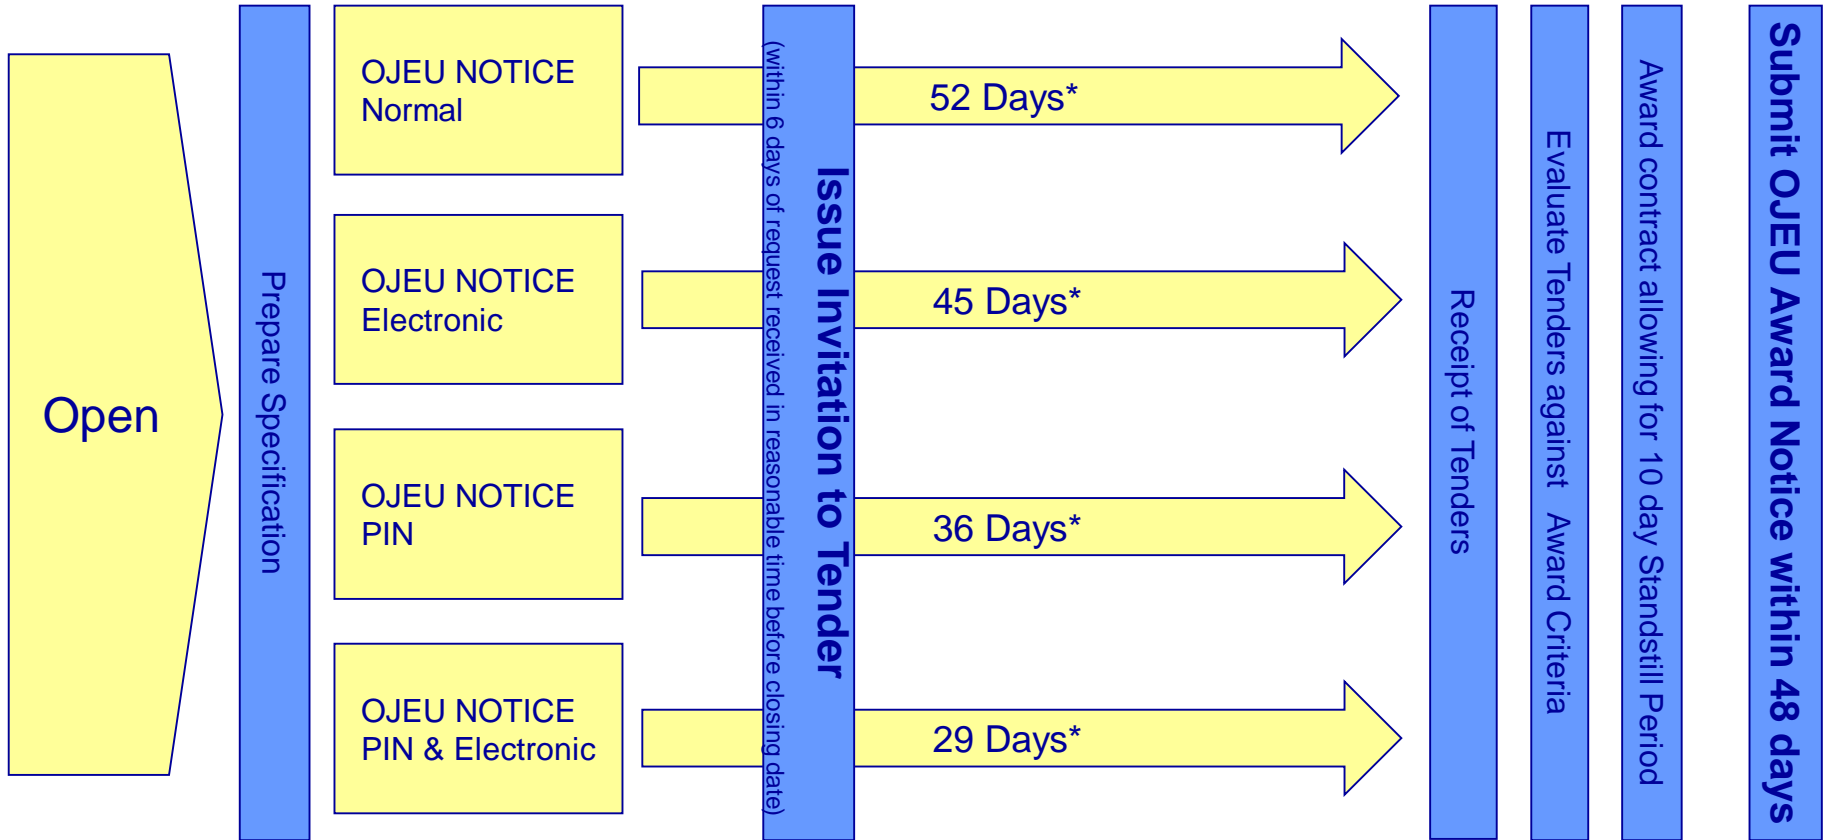 Open
Prepare Specification
OJEU NOTICE
Normal
OJEU NOTICE
Electronic
OJEU NOTICE
PIN
OJEU NOTICE
PIN & Electronic
Issue Invitation to Tender
(within 6 days of request received in reasonable time before closing date)
52 Days*
45 Days*
36 Days*
29 Days*
Receipt of Tenders
Evaluate Tenders against Award Criteria
Award contract allowing for 10 day Standstill Period
Submit OJEU Award Notice within 48 days